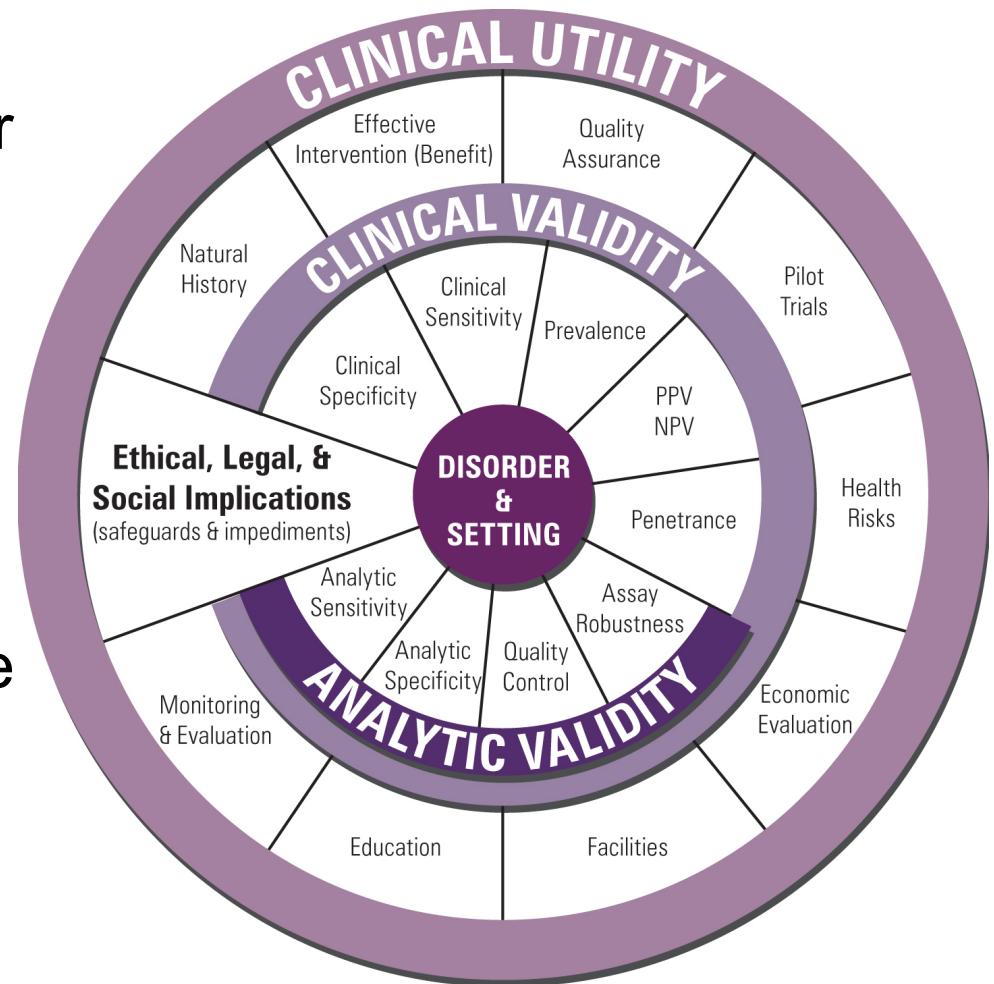 CLINICAL UTILITY
r
Effective
Intervention (Benefit)
Quality
Assurance
Natural
History
CLINICAL VALIDITY
Pilot
Trials
Clinical
Sensitivity
Prevalence
Clinical
Specificity
PPV
NPV
Ethical, Legal, &
Social Implications
(safeguards & impediments)
DISORDER
&
SETTING
Health
Risks
Penetrance
Analytic
Sensitivity
Assay
Robustness
Analytic
Specificity
Quality
Control
e
ANALYTIC VALIDITY
Monitoring
& Evaluation
Economic
Evaluation
Education
Facilities